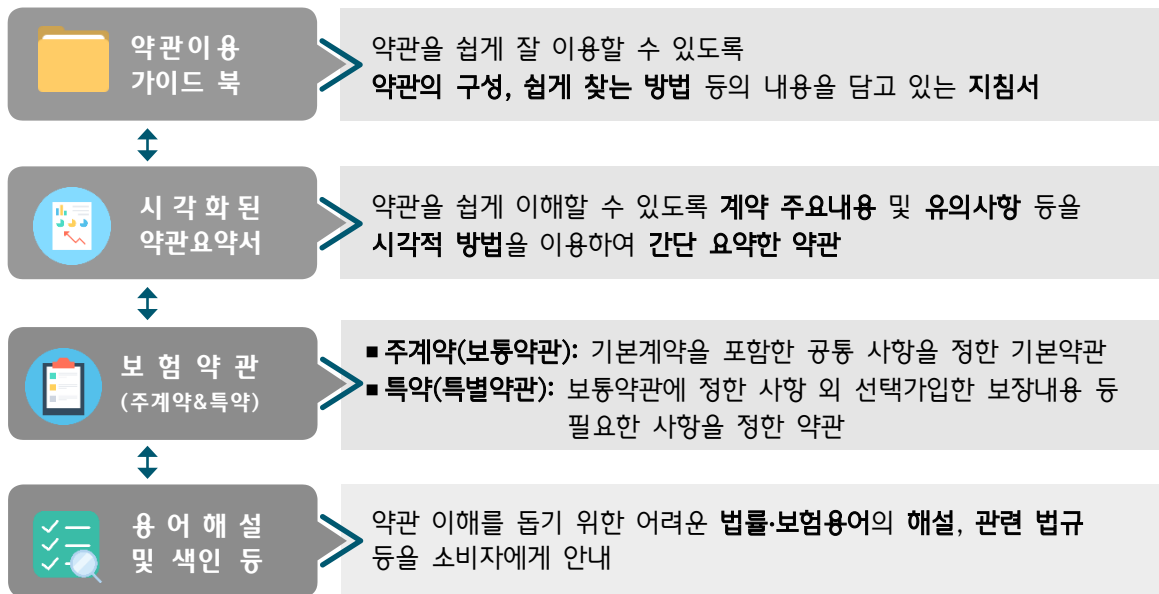 약관이용
가이드 북
약관을 쉽게 잘 이용할 수 있도록
약관의 구성, 쉽게 찾는 방법 등의 내용을 담고 있는 지침서
시 각 화 된
약관요약서
약관을 쉽게 이해할 수 있도록 계약 주요내용 및 유의사항 등을
시각적 방법을 이용하여 간단 요약한 약관
보 험 약 관
(주계약&특약)
▪ 주계약(보통약관): 기본계약을 포함한 공통 사항을 정한 기본약관
▪ 특약(특별약관): 보통약관에 정한 사항 외 선택가입한 보장내용 등
필요한 사항을 정한 약관
용 어 해 설
및 색인 등
약관 이해를 돕기 위한 어려운 법률·보험용어의 해설, 관련 법규
등을 소비자에게 안내